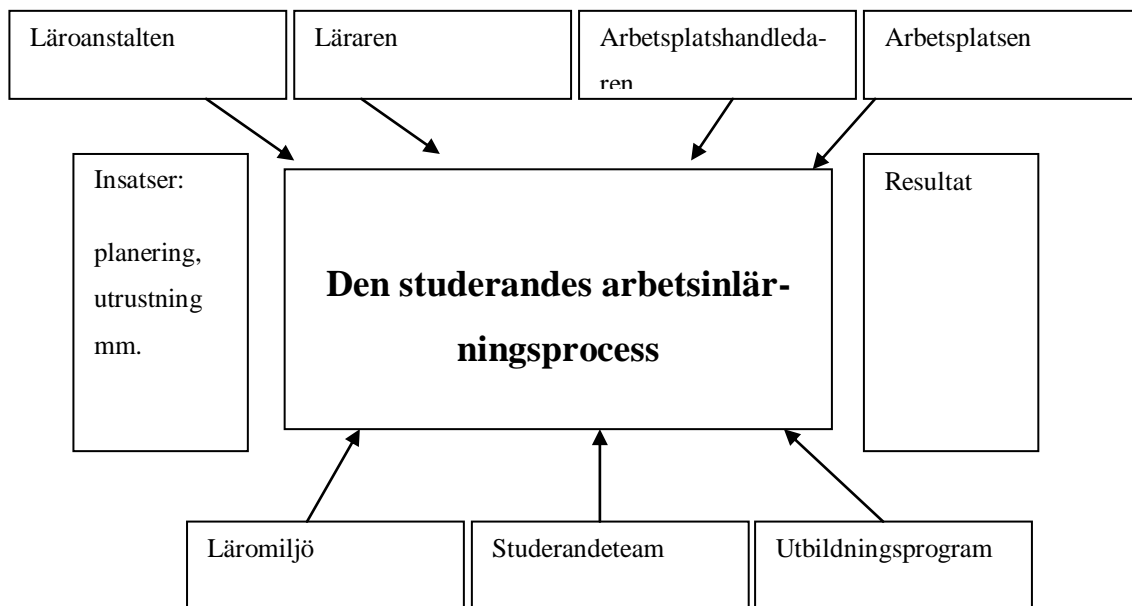 Läroanstalten
Läraren
Arbetsplatshandleda-
ren
Arbetsplatsen
Insatser:
planering,
utrustning
mm.
Den studerandes arbetsinlär-
ningsprocess
Resultat
Läromiljö
Studerandeteam
Utbildningsprogram